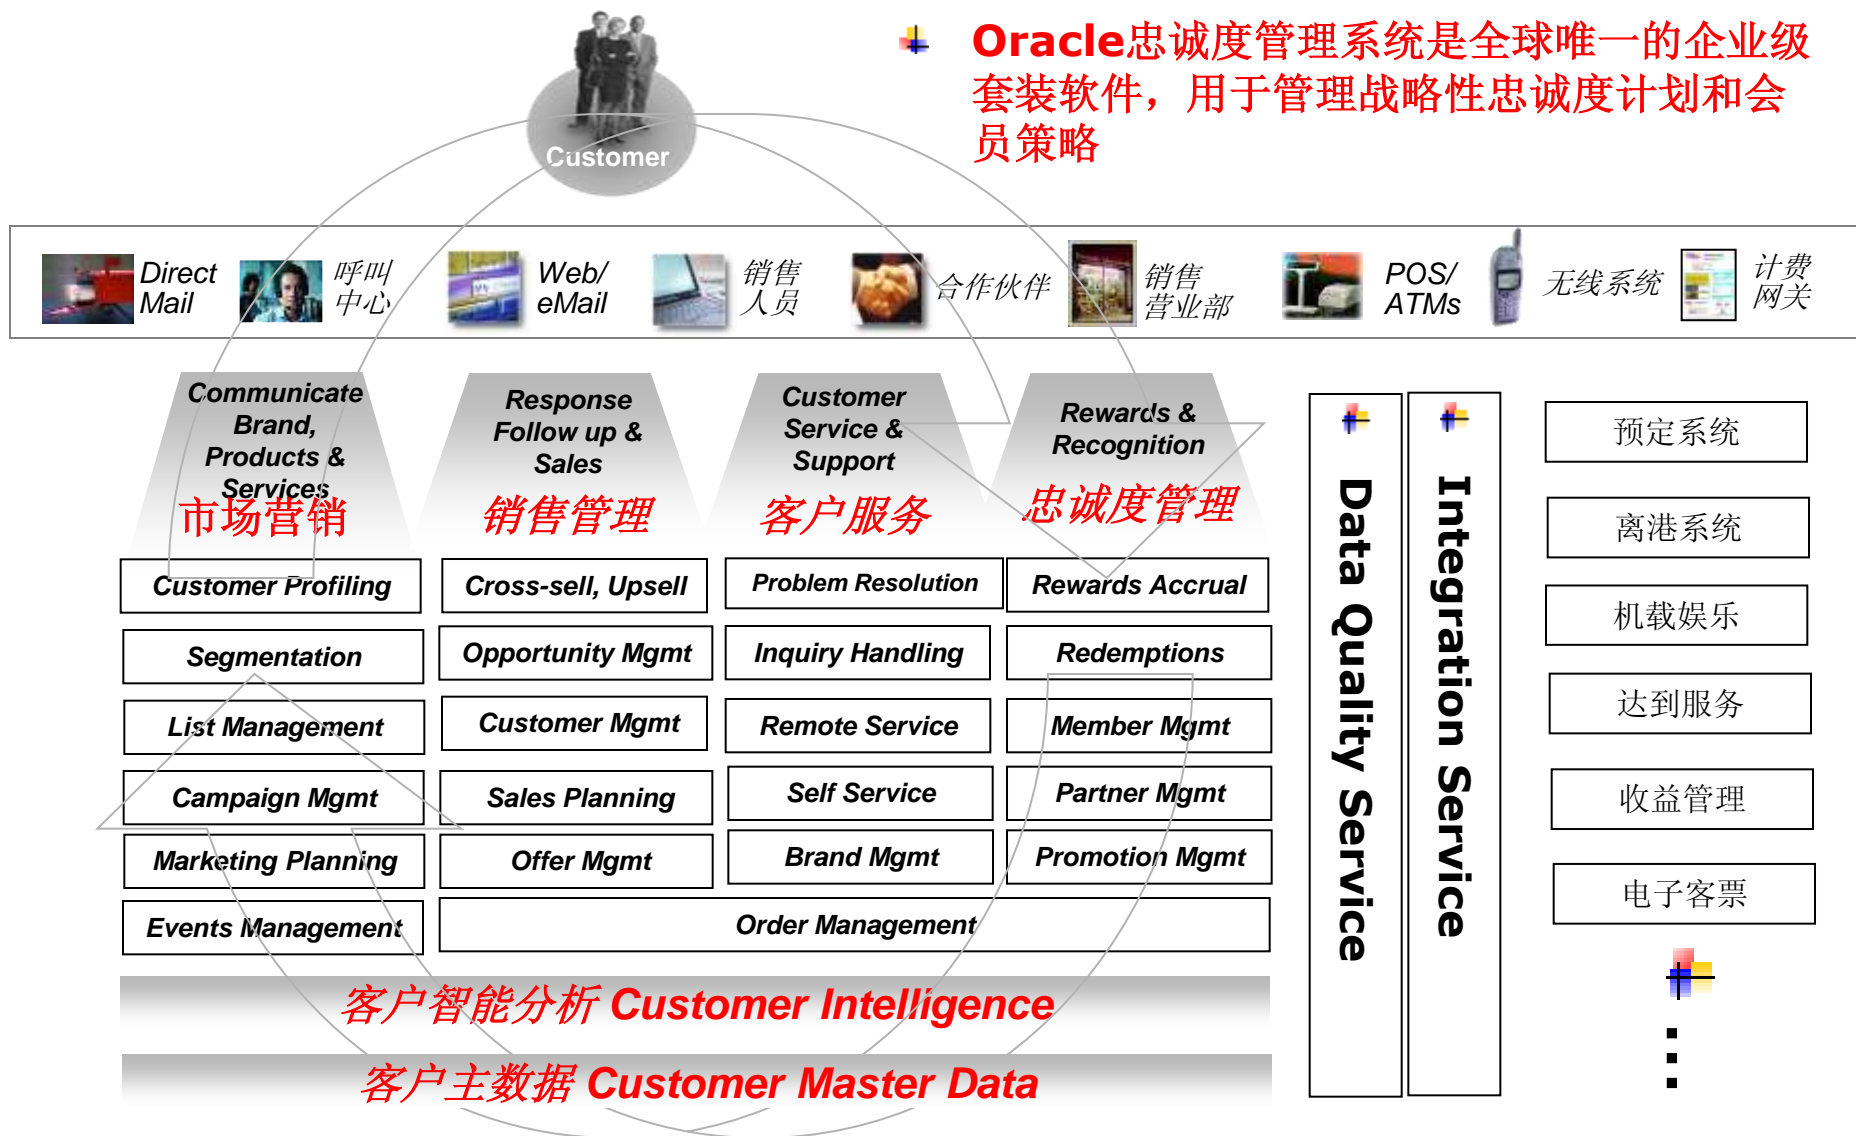 Oracle忠诚度管理系统是全球唯一的企业级
套装软件，用于管理战略性忠诚度计划和会
员策略
Customer
Direct
Mail
呼叫
中心
Web/
eMail
销售
人员
合作伙伴
销售
营业部
POS/
ATMs
无线系统
计费
网关
Communicate
Brand,
Products &
Services
市场营销
Response
Follow up &
Sales
销售管理
Customer
Service &
Support
客户服务
Rewards &
Recognition
忠诚度管理
Customer Profiling
Segmentation
List Management
Campaign Mgmt
Marketing Planning
Events Management
Cross-sell, Upsell
Opportunity Mgmt
Customer Mgmt
Sales Planning
Offer Mgmt
Problem Resolution
Inquiry Handling
Remote Service
Self Service
Brand Mgmt
Rewards Accrual
Redemptions
Member Mgmt
Partner Mgmt
Promotion Mgmt
Order Management
客户智能分析 Customer Intelligence
客户主数据 Customer Master Data
Data Quality Service
Integration Service
预定系统
离港系统
机载娱乐
达到服务
收益管理
电子客票